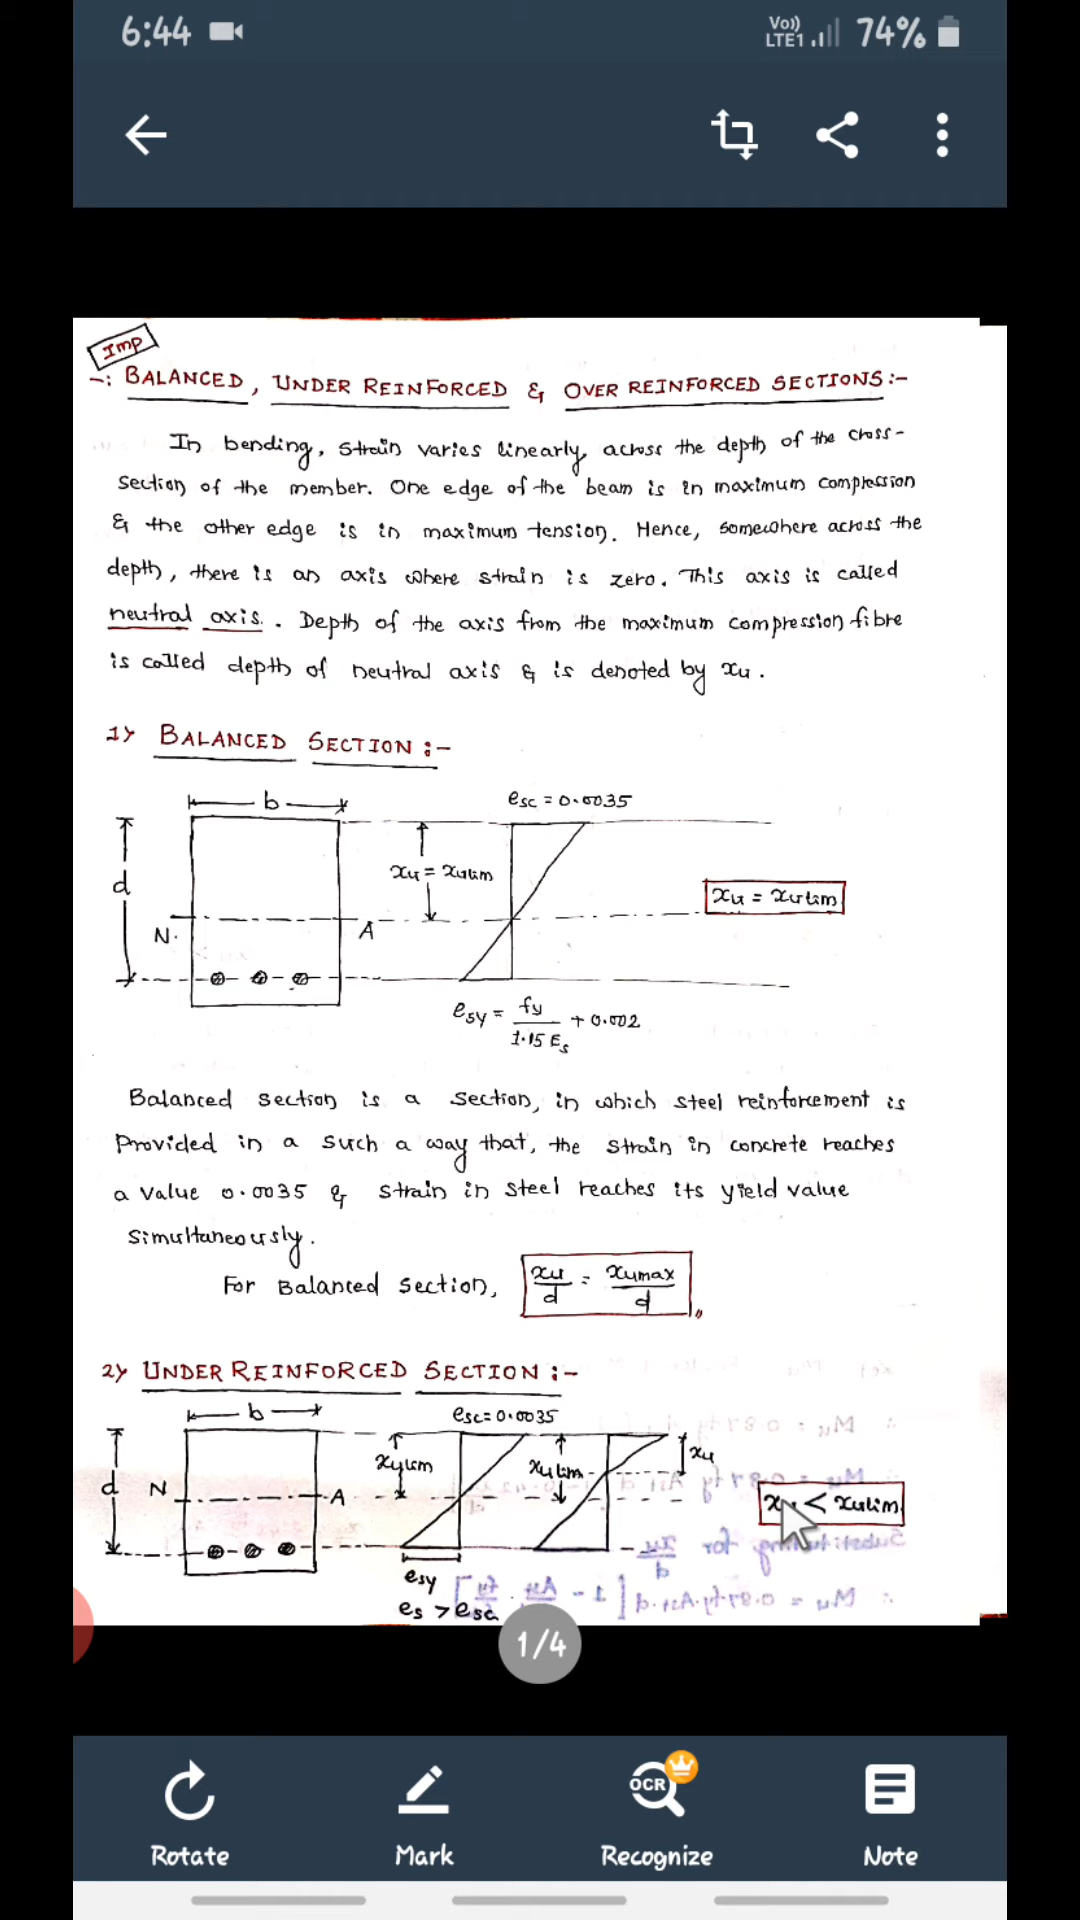 6:44
Vo)) LTE1 74%
Imp
-: BALANCED, UNDER REINFORCED & OVER REINFORCED SECTIONS :-
In bending, strain varies linearly, across the depth of the cross-
section of the member. One edge of the beam is in maximum compression
& the other edge is in maximum tension. Hence, somewhere across the
depth, there is an axis where strain is zero. This axis is called
neutral axis. Depth of the axis from the maximum compression fibre
is called depth of neutral axis & is denoted by xu.
1) BALANCED SECTION :-
b
esc = 0.0035
d
xu = xulim
xu = xulim
N.
A
esy = fy / 1.15 Es + 0.002
Balanced section is a section, in which steel reinforcement is
Provided in a such a way that, the strain in concrete reaches
a value 0.0035 & strain in steel reaches its yield value
simultaneously.
For Balanced section, xu/d = xumax/d
2) UNDER REINFORCED SECTION :-
b
esc = 0.0035
d
xulim
xulim
xu
N
A
xu < xulim
esy
es > esc
1/4
Rotate
Mark
OCR
Recognize
Note